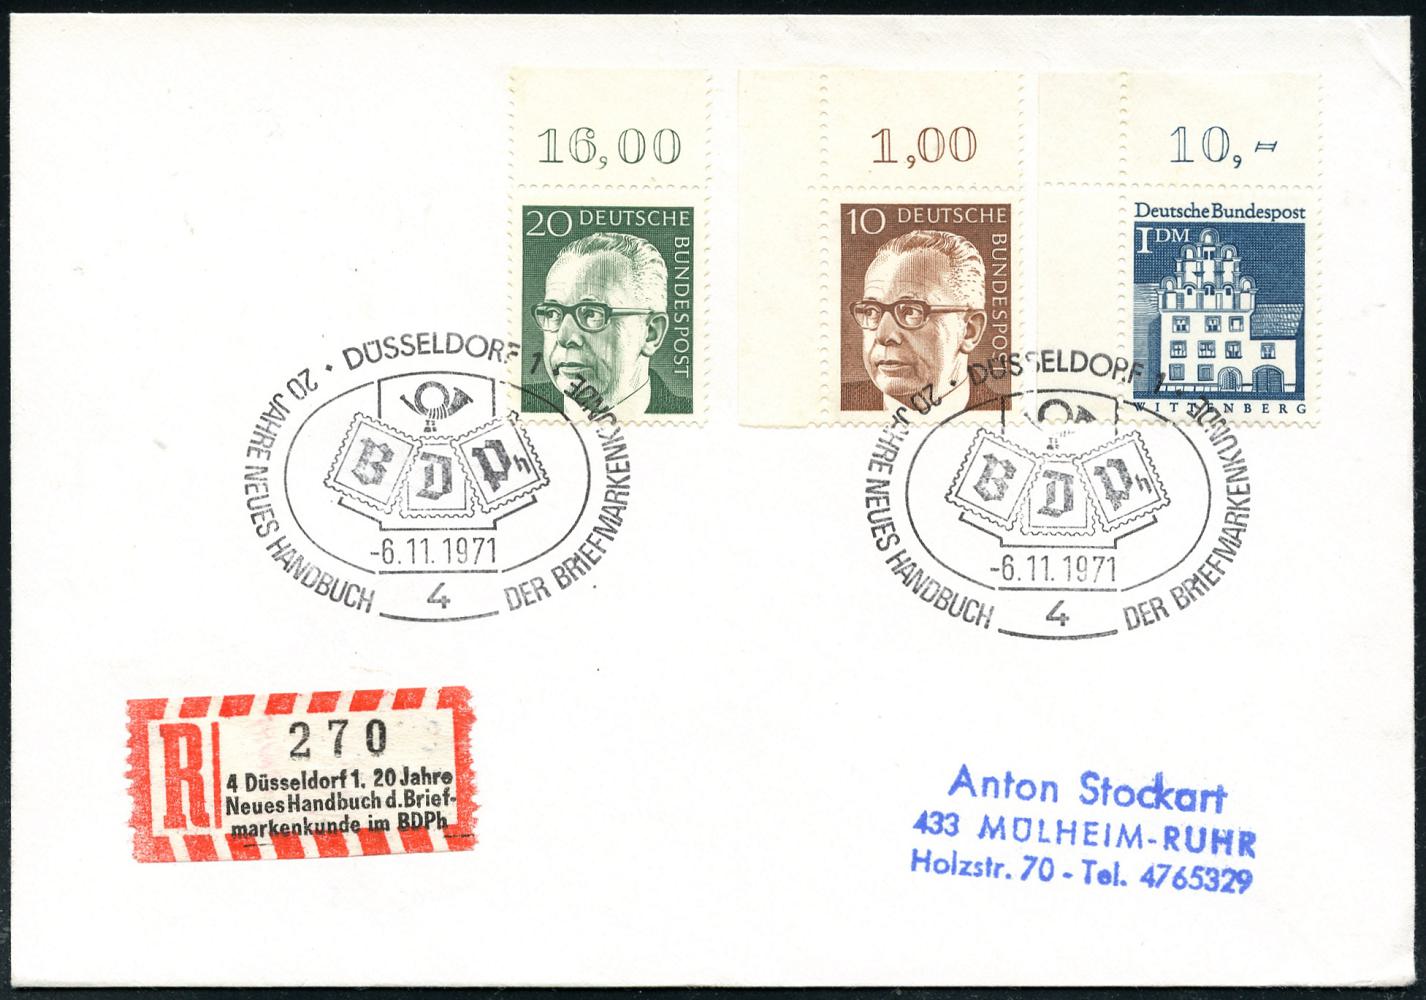 16,00
1,00
10,-
20 DEUTSCHE
BUNDESPOST
10 DEUTSCHE
BUNDESPOST
Deutsche Bundespost
1 DM
WITTENBERG
· DÜSSELDORF 1 ·
20 JAHRE NEUES HANDBUCH
DER BRIEFMARKENKUNDE
B D Ph
-6.11.1971
4
· DÜSSELDORF 1 ·
20 JAHRE NEUES HANDBUCH
DER BRIEFMARKENKUNDE
B D Ph
-6.11.1971
4
R
270
4 Düsseldorf 1, 20 Jahre
Neues Handbuch d. Brief-
markenkunde im BDPh
Anton Stockart
433 MÜLHEIM-RUHR
Holzstr. 70 - Tel. 4765329